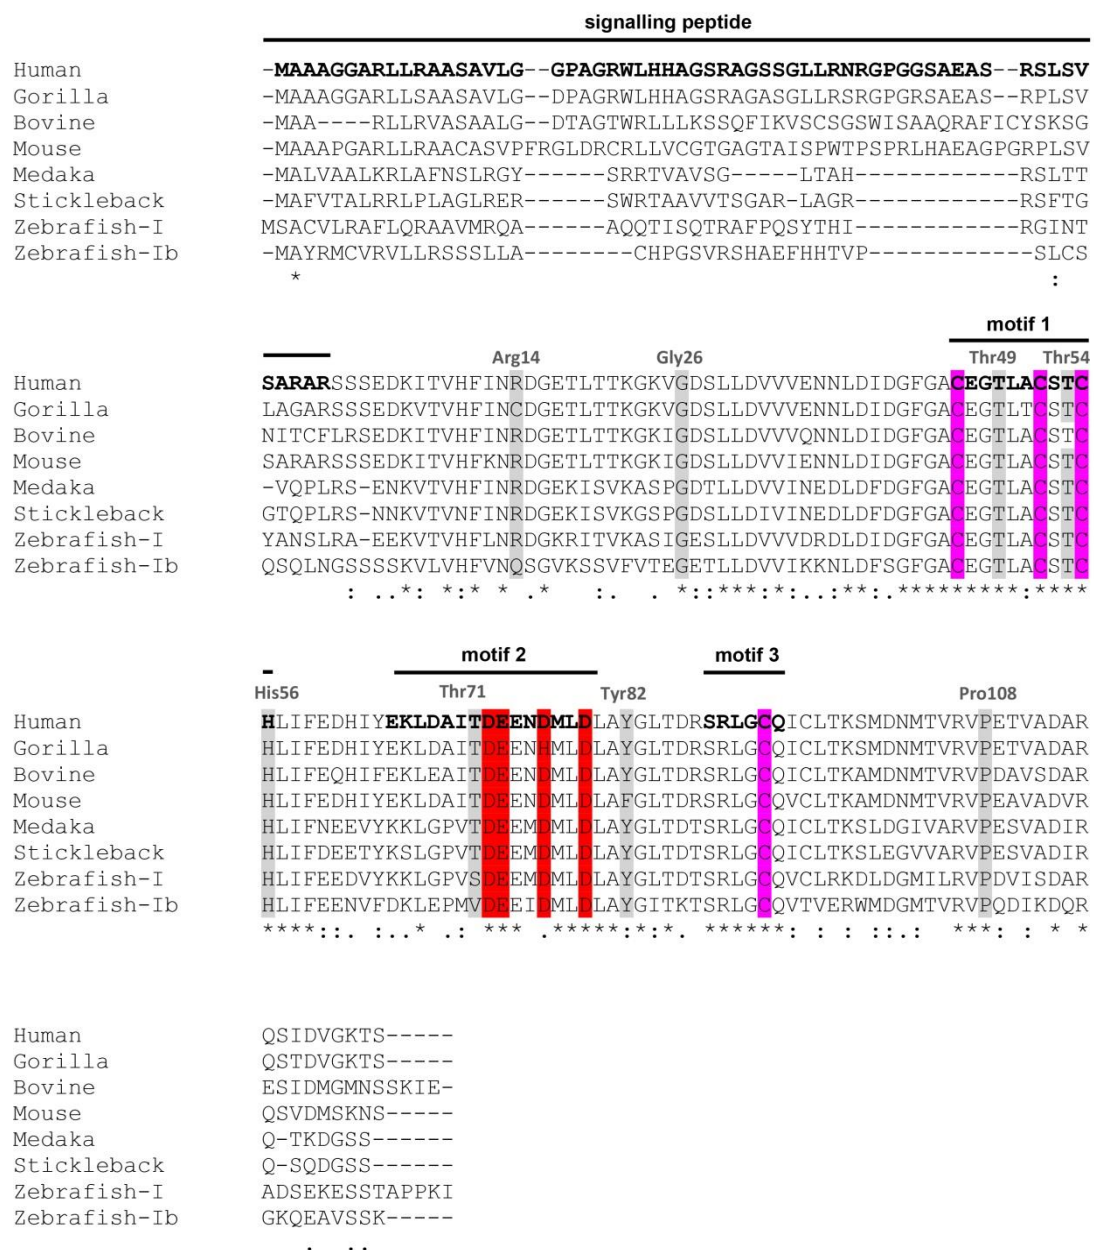 signalling peptide
Human -MAAAGGARLLRAASAVLG--GPAGRWLHHAGSRAGSSGLLRNRGPGGSAEAS--RSLSV
Gorilla -MAAAGGARLLSAASAVLG--DPAGRWLHHAGSRAGASGLLRSRGPGRSAEAS--RPLSV
Bovine -MAA----RLLRVASAALG--DTAGTWRLLLKSSQFIKVSCSGSWISAAQRAFICYSKSG
Mouse -MAAAPGARLLRAACASVPFRGLDRCRLLVCGTGAGTAISPWTPSPRLHAEAGPGRPLSV
Medaka -MALVAALKRLAFNSLRGY------SRRTVAVSG-----LTAH------------RSLTT
Stickleback -MAFVTALRRLPLAGLRER------SWRTAAVVTSGAR-LAGR------------RSFTG
Zebrafish-I MSACVLRAFLQRAAVMRQA------AQQTISQTRAFPQSYTHI------------RGINT
Zebrafish-Ib -MAYRMCVRVLLRSSSLLA--------CHPGSVRSHAEFHHTVP------------SLCS
* :
motif 1
Arg14 Gly26 Thr49 Thr54
Human SARARSSSEDKITVHFINRDGETLTTKGKVGDSLLDVVVENNLDIDGFGACEGTLACSTC
Gorilla LAGARSSSEDKVTVHFINCDGETLTTKGKVGDSLLDVVVENNLDIDGFGACEGTLTCSTC
Bovine NITCFLRSEDKITVHFINRDGETLTTKGKIGDSLLDVVVQNNLDIDGFGACEGTLACSTC
Mouse SARARSSSEDKITVHFKNRDGETLTTKGKIGDSLLDVVIENNLDIDGFGACEGTLACSTC
Medaka -VQPLRS-ENKVTVHFINRDGEKISVKASPGDTLLDVVINEDLDFDGFGACEGTLACSTC
Stickleback GTQPLRS-NNKVTVNFINRDGEKISVKGSPGDSLLDIVINEDLDFDGFGACEGTLACSTC
Zebrafish-I YANSLRA-EEKVTVHFLNRDGKRITVKASIGESLLDVVVDRDLDIDGFGACEGTLACSTC
Zebrafish-Ib QSQLNGSSSSKVLVHFVNQSGVKSSVFVTEGETLLDVVIKKNLDFSGFGACEGTLACSTC
: ..*: *:* * .* :. . *::***:*:..:**:.*********:****
motif 2 motif 3
His56 Thr71 Tyr82 Pro108
Human HLIFEDHIYEKLDAITDEENDMLDLAYGLTDRSRLGCQICLTKSMDNMTVRVPETVADAR
Gorilla HLIFEDHIYEKLDAITDEENHMLDLAYGLTDRSRLGCQICLTKSMDNMTVRVPETVADAR
Bovine HLIFEQHIFEKLEAITDEENDMLDLAYGLTDRSRLGCQICLTKAMDNMTVRVPDAVSDAR
Mouse HLIFEDHIYEKLDAITDEENDMLDLAFGLTDRSRLGCQVCLTKAMDNMTVRVPEAVADVR
Medaka HLIFNEEVYKKLGPVTDEEMDMLDLAYGLTDTSRLGCQICLTKSLDGIVARVPESVADIR
Stickleback HLIFDEETYKSLGPVTDEEMDMLDLAYGLTDTSRLGCQICLTKSLEGVVARVPESVADIR
Zebrafish-I HLIFEEDVYKKLGPVSDEEMDMLDLAYGLTDTSRLGCQVCLRKDLDGMILRVPDVISDAR
Zebrafish-Ib HLIFEENVFDKLEPMVDEEIDMLDLAYGITKTSRLGCQVTVERWMDGMTVRVPQDIKDQR
****::. :..* .: *** .*****:*:*. ******: : : ::.: ***: : * *
Human QSIDVGKTS-----
Gorilla QSTDVGKTS-----
Bovine ESIDMGMNSSKIE-
Mouse QSVDMSKNS-----
Medaka Q-TKDGSS------
Stickleback Q-SQDGSS------
Zebrafish-I ADSEKESSTAPPKI
Zebrafish-Ib GKQEAVSSK-----
. ..